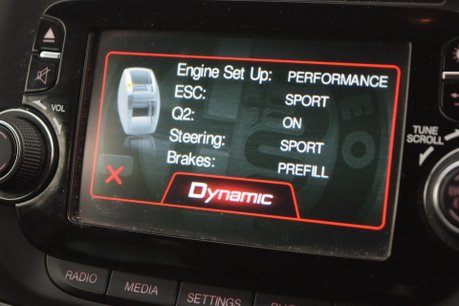 Engine Set Up: PERFORMANCE
ESC: SPORT
Q2: ON
Steering: SPORT
Brakes: PREFILL
Dynamic
VOL
TUNE
SCROLL
RADIO
MEDIA
SETTINGS